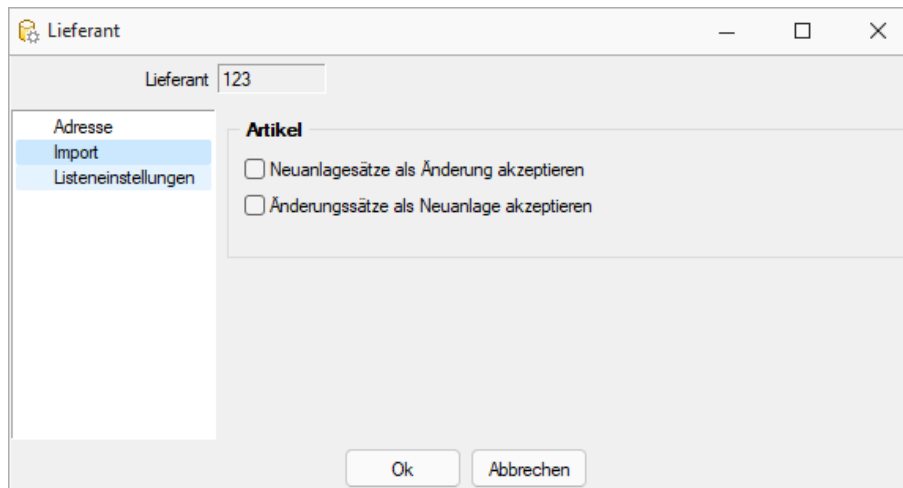 Lieferant
Lieferant 123
Adresse
Import
Listeneinstellungen
Artikel
Neuanlagesätze als Änderung akzeptieren
Änderungssätze als Neuanlage akzeptieren
Ok Abbrechen